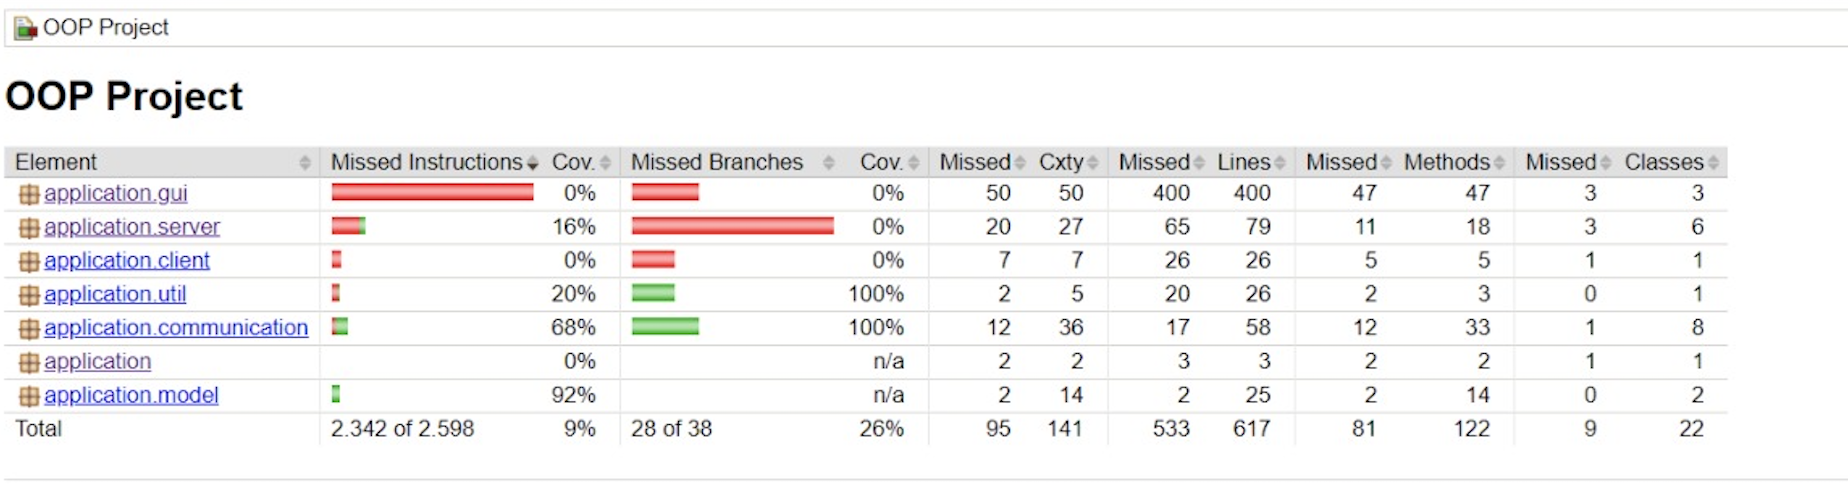 OOP Project
OOP Project
Element Missed Instructions Cov. Missed Branches Cov. Missed Cxty Missed Lines Missed Methods Missed Classes
application.gui 0% 0% 50 50 400 400 47 47 3 3
application.server 16% 0% 20 27 65 79 11 18 3 6
application.client 0% 0% 7 7 26 26 5 5 1 1
application.util 20% 100% 2 5 20 26 2 3 0 1
application.communication 68% 100% 12 36 17 58 12 33 1 8
application 0% n/a 2 2 3 3 2 2 1 1
application.model 92% n/a 2 14 2 25 2 14 0 2
Total 2.342 of 2.598 9% 28 of 38 26% 95 141 533 617 81 122 9 22